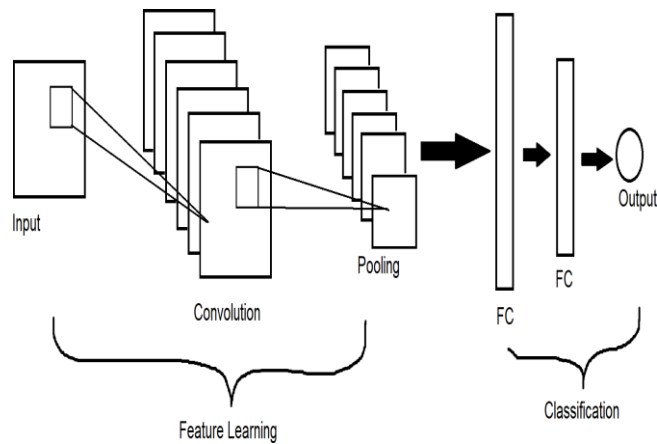 Input
Convolution
Pooling
FC
FC
Output
Feature Learning
Classification